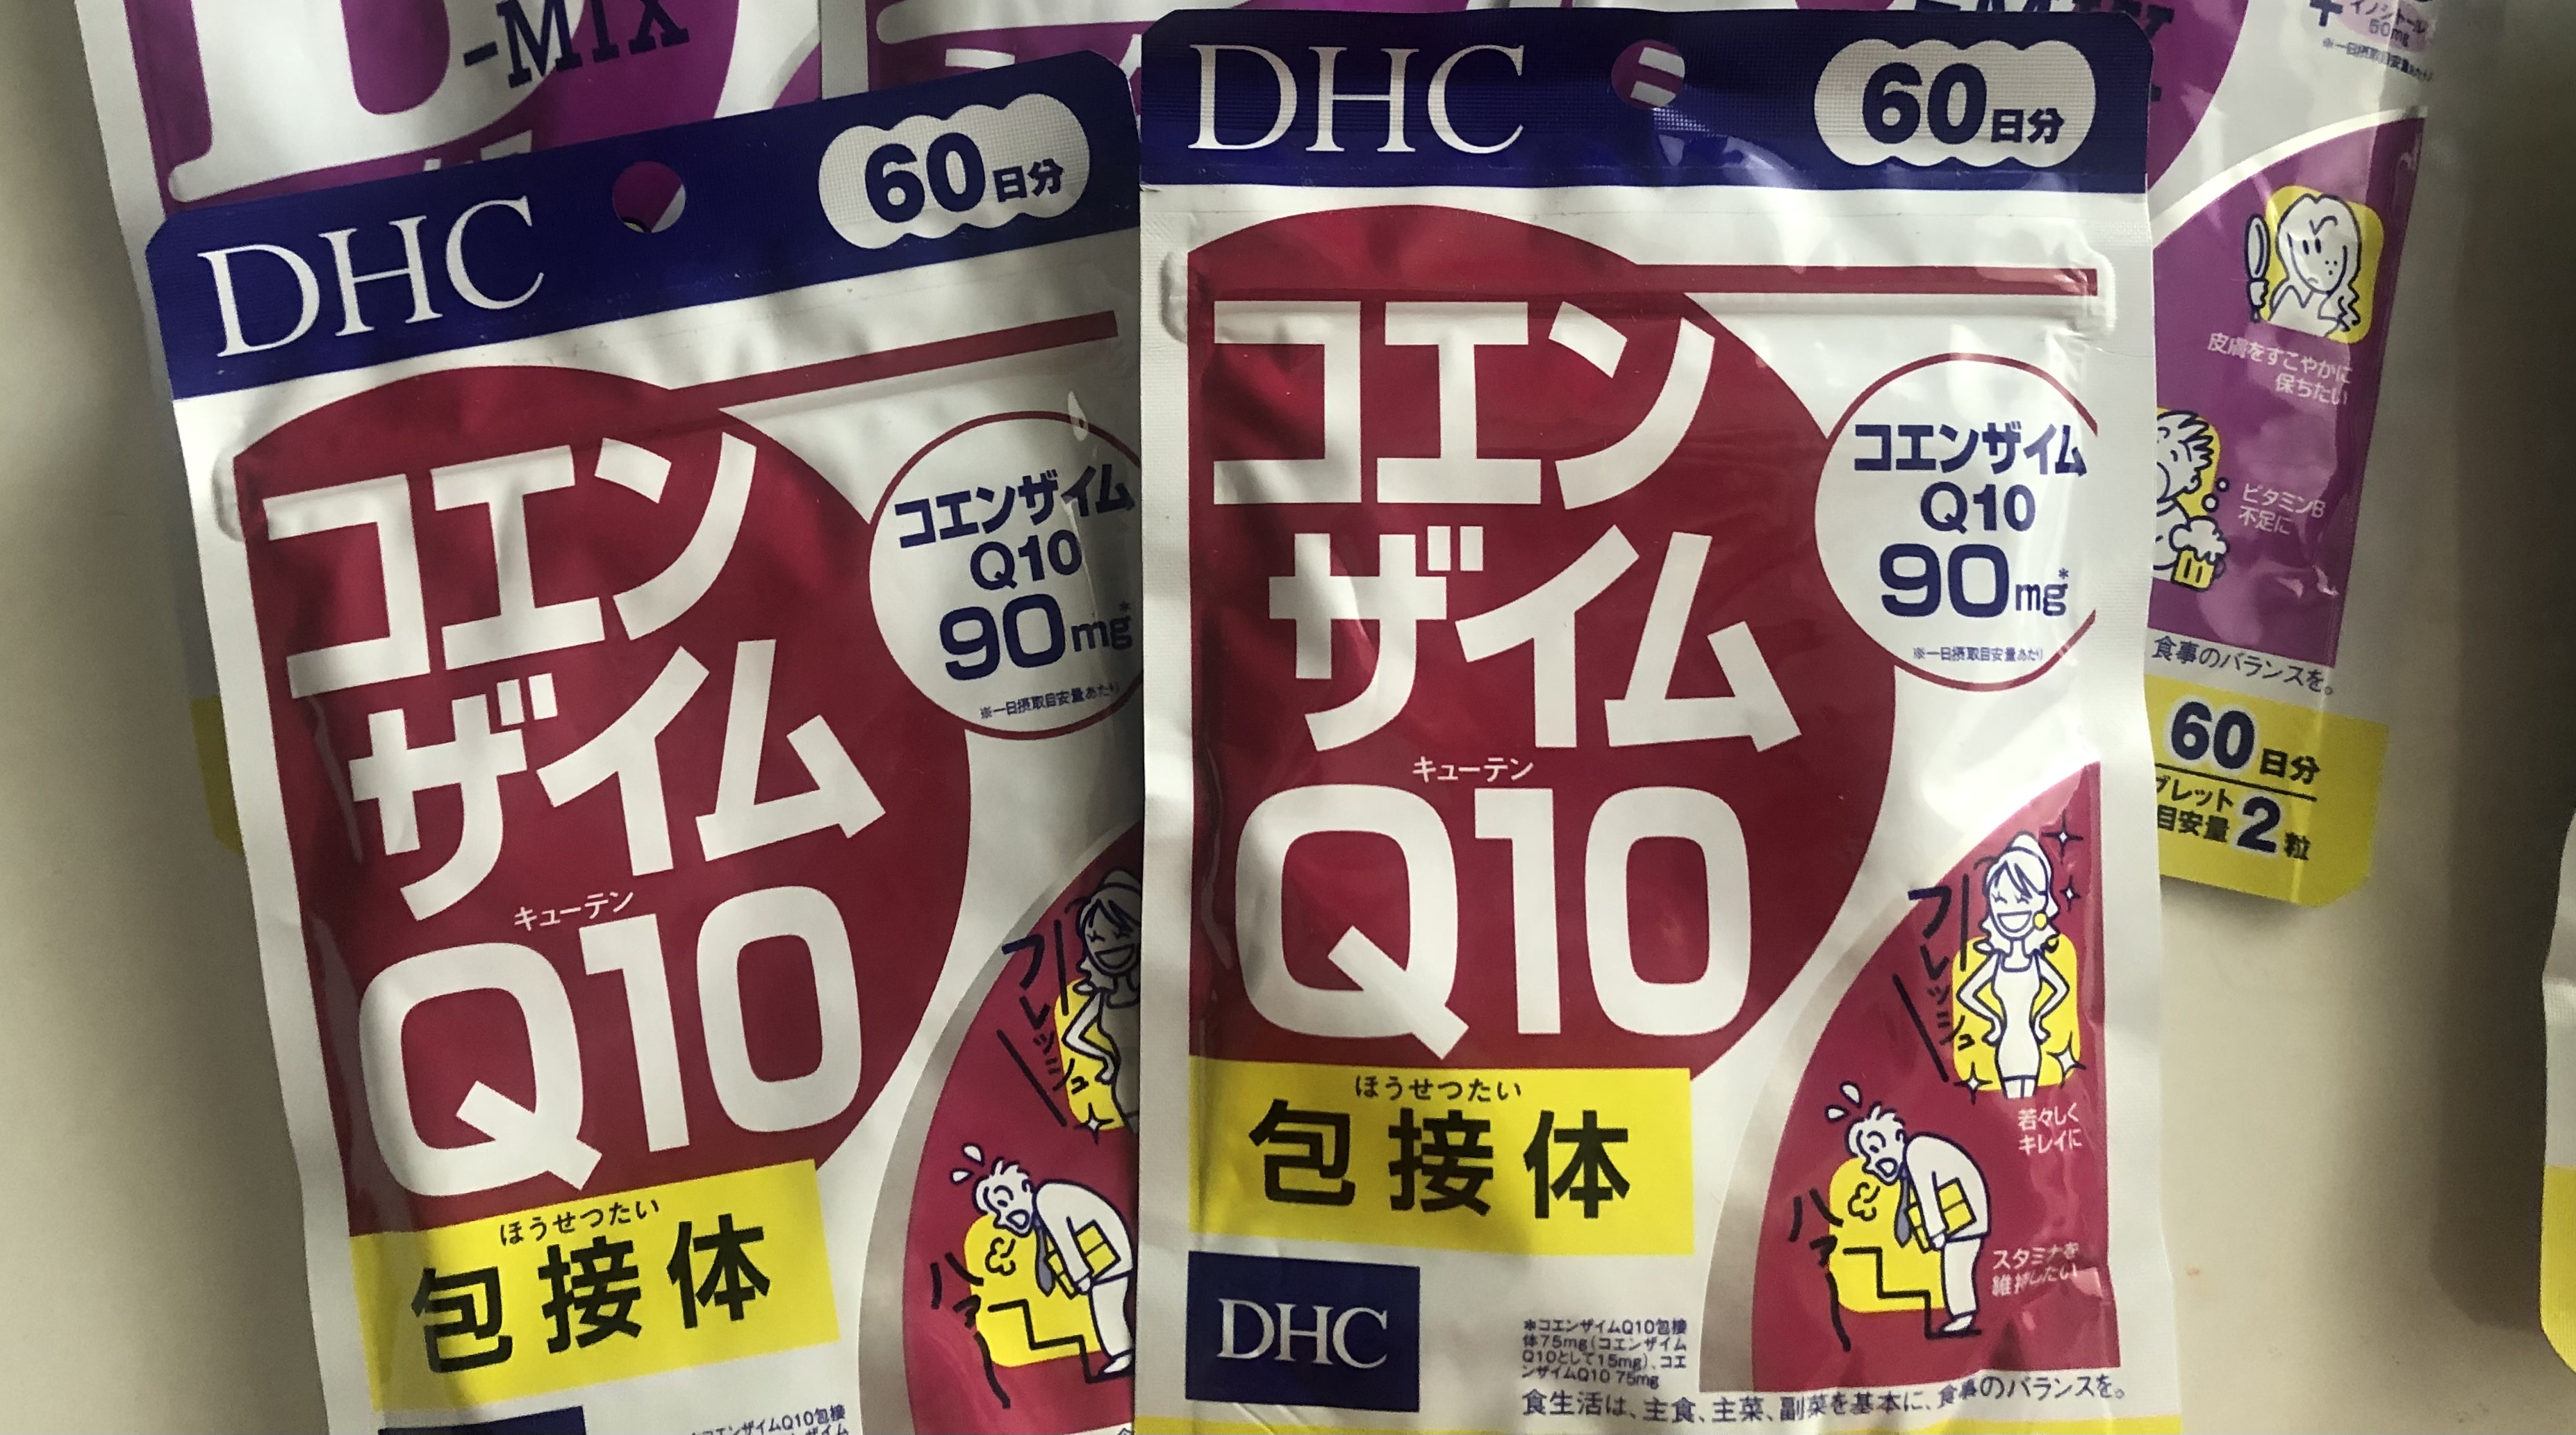 -MIX
DHC
60日分
コエン
ザイム
キューテン
Q10
ほうせつたい
包接体
コエンザイム
Q10
90mg*
※一日摂取目安量あたり
フレッシュ
ハァー
DHC
60日分
コエン
ザイム
キューテン
Q10
ほうせつたい
包接体
DHC
コエンザイム
Q10
90mg*
※一日摂取目安量あたり
フレッシュ
若々しく
キレイに
ハァー
スタミナを
維持したい
*コエンザイムQ10包接
体75mg(コエンザイム
Q10として15mg)、コエ
ンザイムQ10 75mg
食生活は、主食、主菜、副菜を基本に、食事のバランスを。
+イノシトール
50mg
皮膚をすこやかに
保ちたい
ビタミンB
不足に
食事のバランスを。
60日分
ブレット
目安量2粒